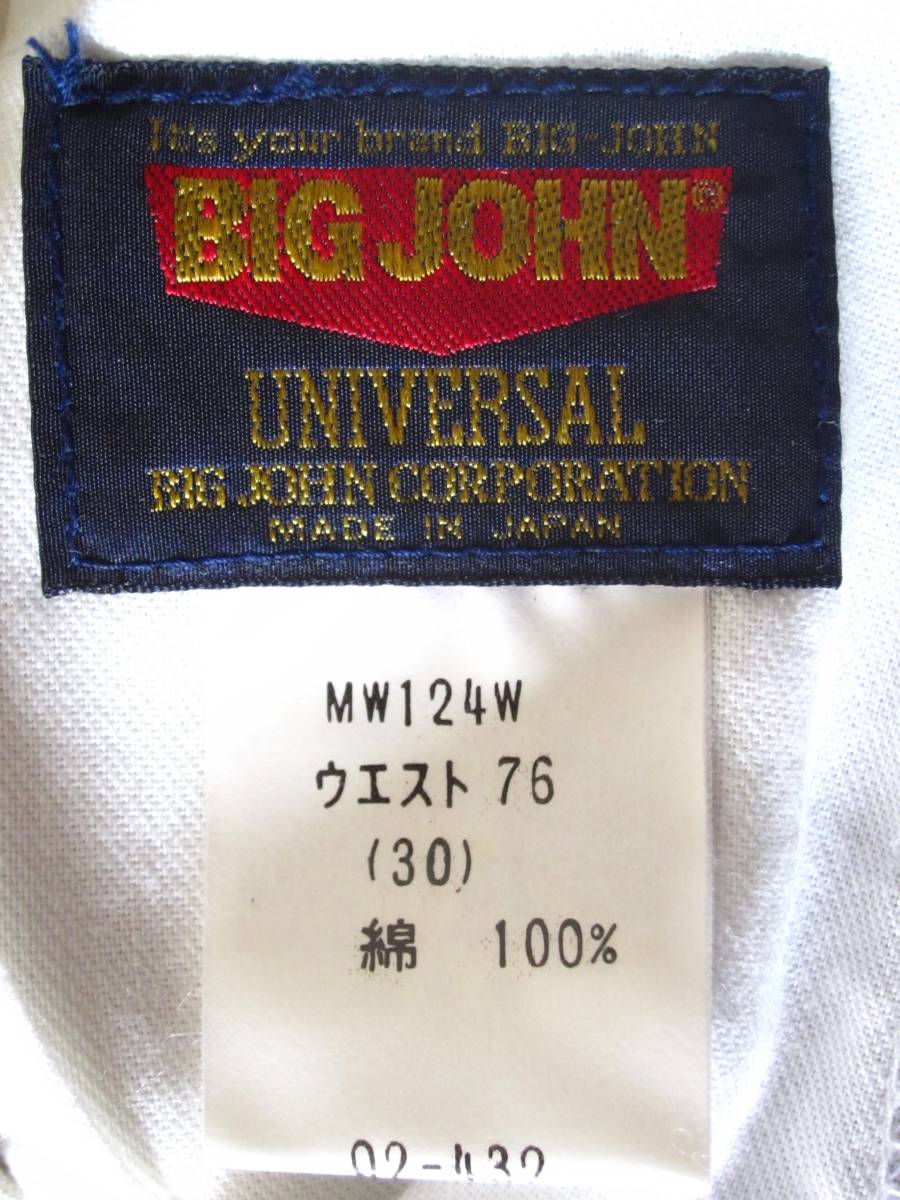 It's your brand BIG-JOHN
BIG JOHN®
UNIVERSAL
BIG JOHN CORPORATION
MADE IN JAPAN
MW124W
ウエスト 76
(30)
綿 100%